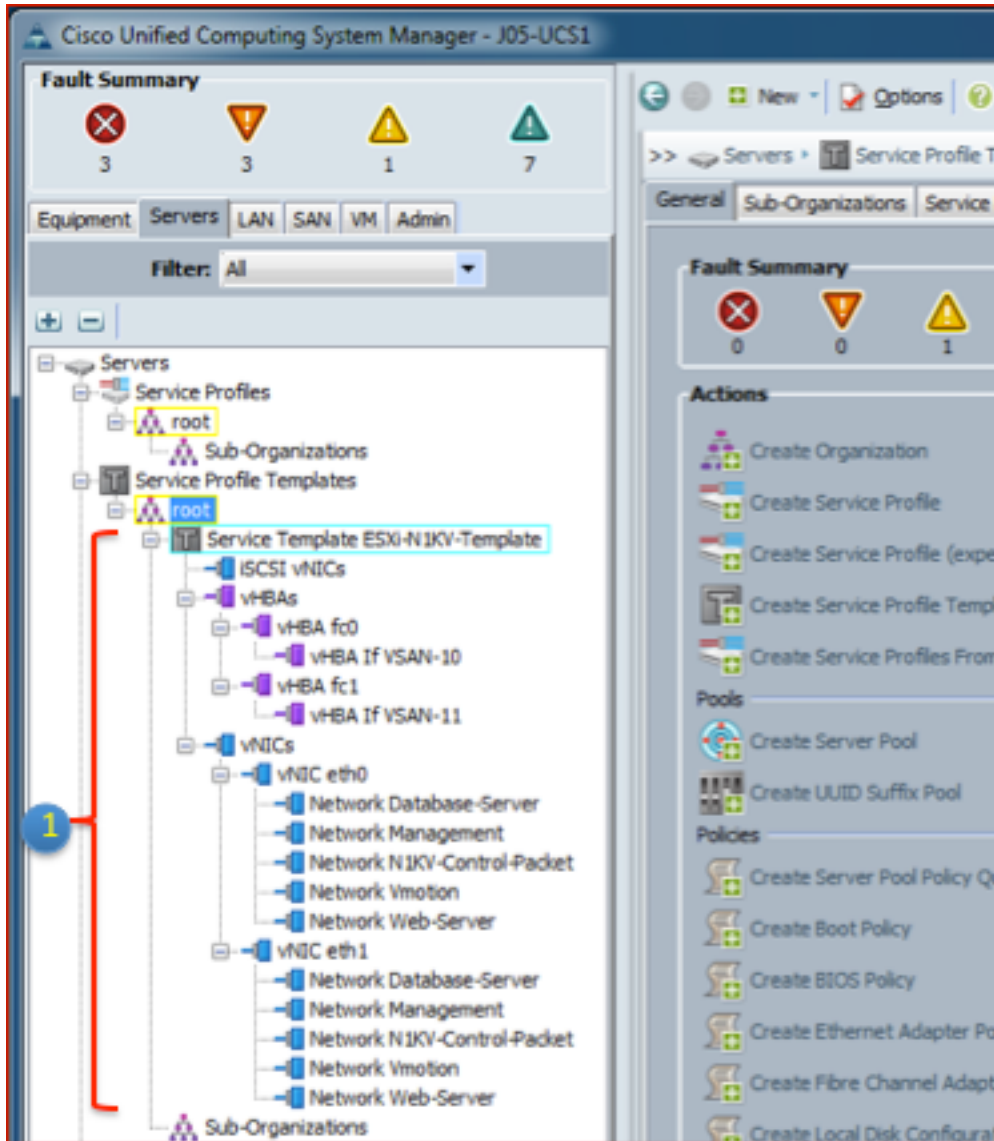 Cisco Unified Computing System Manager - J05-UCS1
Fault Summary
3 3 1 7
Equipment Servers LAN SAN VM Admin
Filter: All
Servers
Service Profiles
root
Sub-Organizations
Service Profile Templates
root
Service Template ESXi-N1KV-Template
iSCSI vNICs
vHBAs
vHBA fc0
vHBA If VSAN-10
vHBA fc1
vHBA If VSAN-11
vNICs
vNIC eth0
Network Database-Server
Network Management
Network N1KV-Control-Packet
Network Vmotion
Network Web-Server
vNIC eth1
Network Database-Server
Network Management
Network N1KV-Control-Packet
Network Vmotion
Network Web-Server
Sub-Organizations
1
New Options
>> Servers Service Profile T
General Sub-Organizations Service
Fault Summary
0 0 1
Actions
Create Organization
Create Service Profile
Create Service Profile (expe
Create Service Profile Templ
Create Service Profiles From
Pools
Create Server Pool
Create UUID Suffix Pool
Policies
Create Server Pool Policy Qu
Create Boot Policy
Create BIOS Policy
Create Ethernet Adapter Po
Create Fibre Channel Adapt
Create Local Disk Configurat